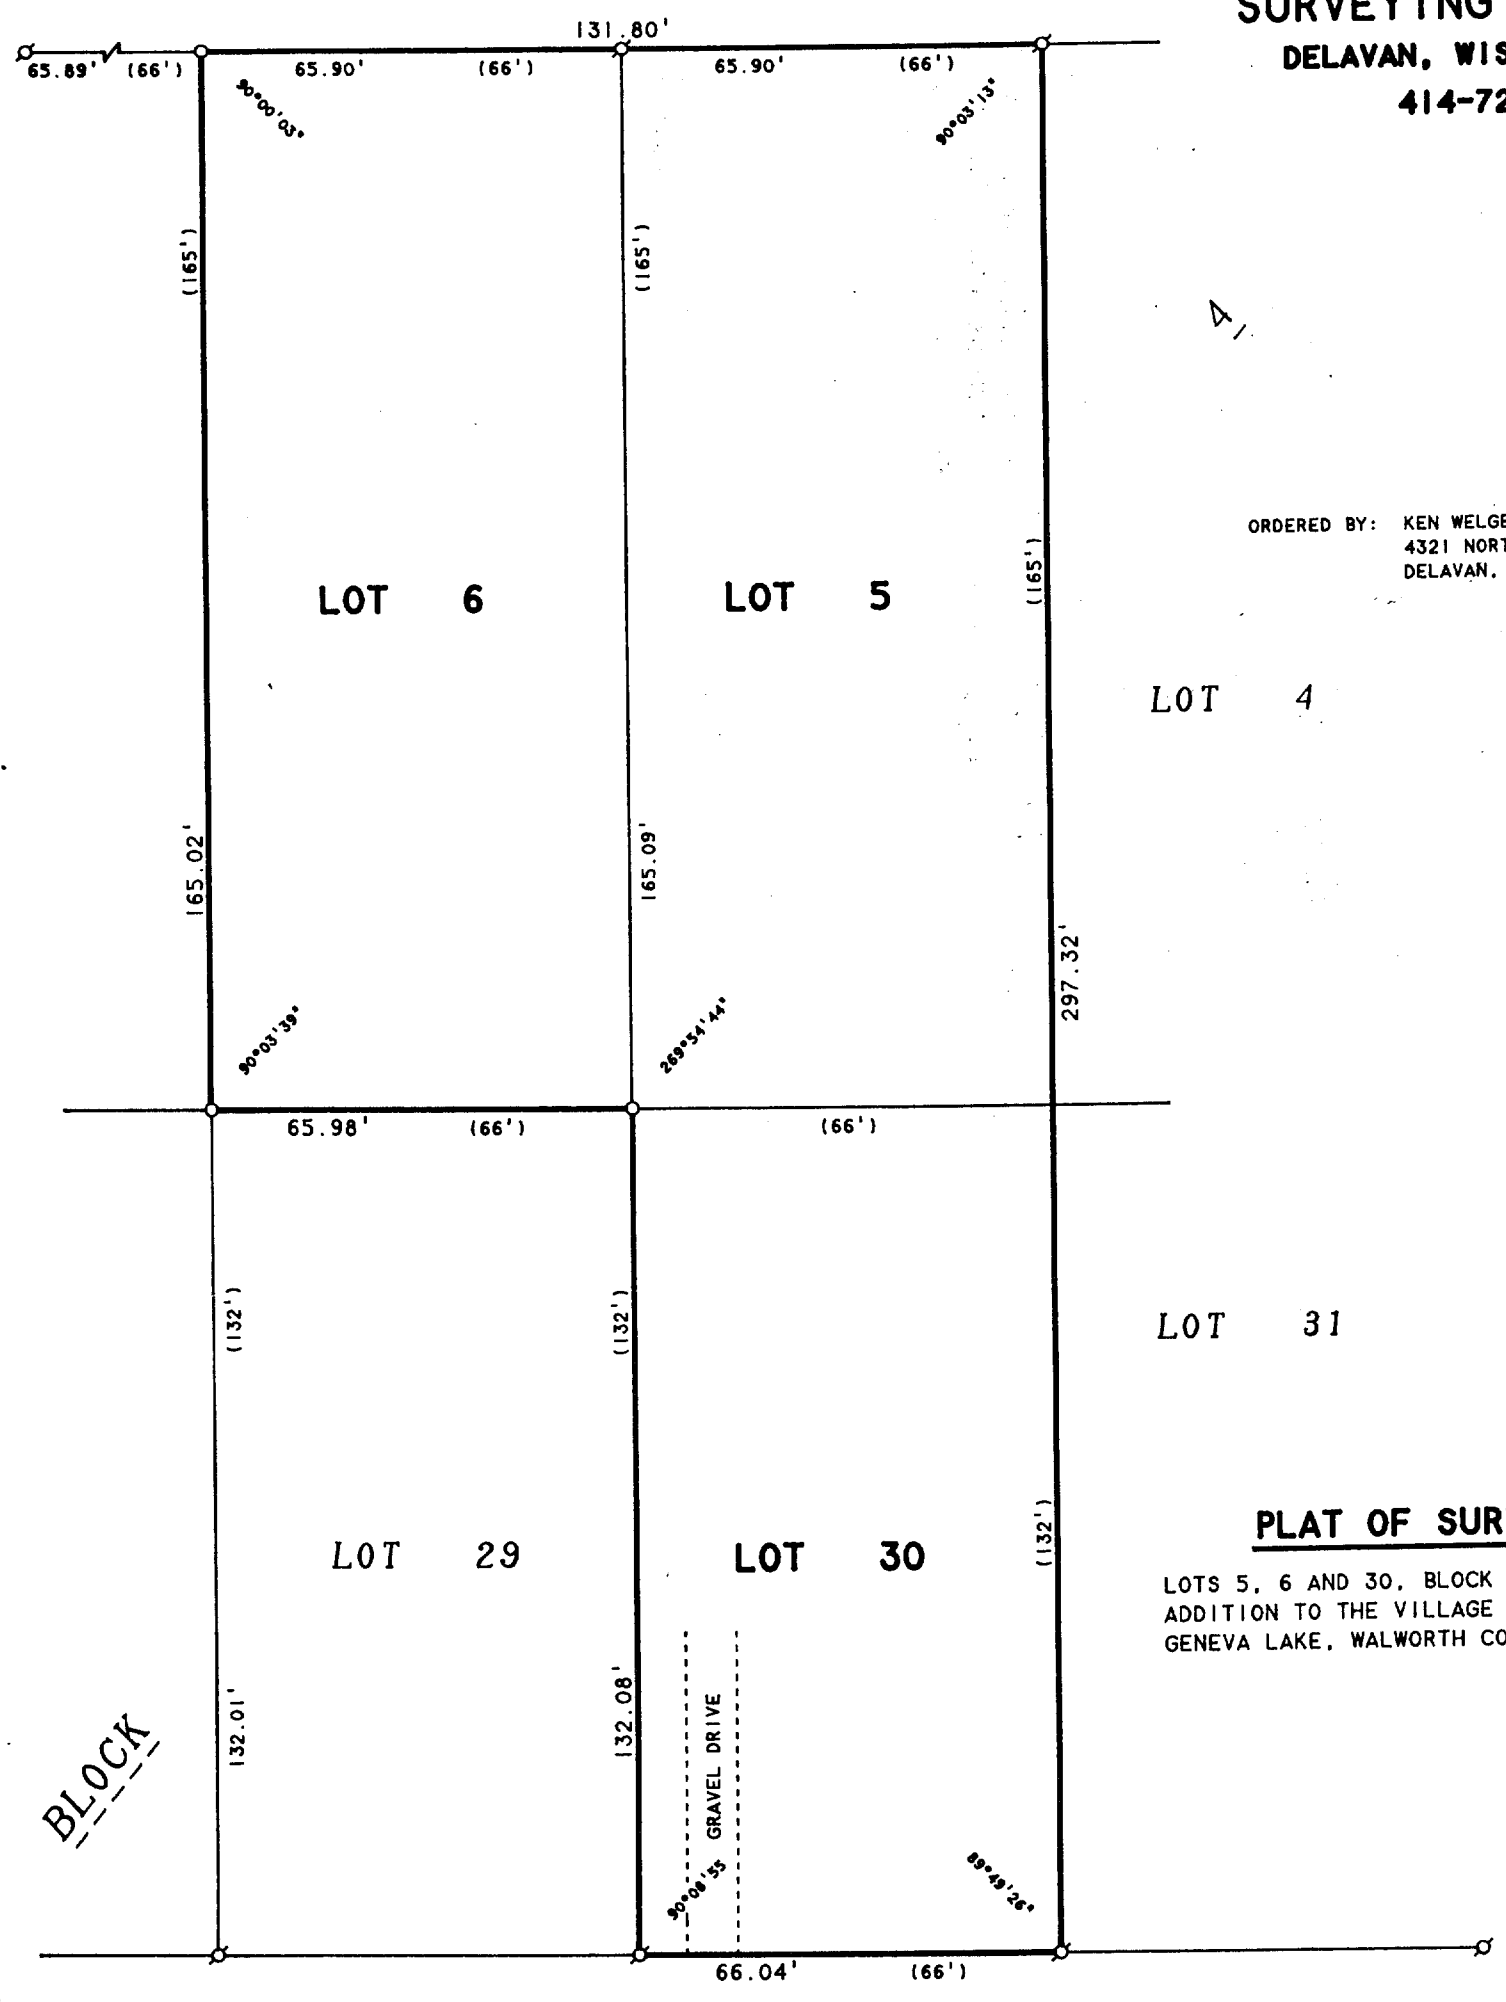 SURVEYING
DELAVAN, WIS
414-72
131.80'
65.89' (66') 65.90' (66') 65.90' (66')
90°00'03"
90°03'13"
(165')
(165')
4
ORDERED BY: KEN WELGE
4321 NORT
DELAVAN,
(165')
LOT 6
LOT 5
LOT 4
165.02'
165.09'
297.32'
90°03'39"
269°54'44"
65.98' (66') (66')
(132')
(132')
LOT 31
(132')
PLAT OF SUR
LOT 29
LOT 30
LOTS 5, 6 AND 30, BLOCK
ADDITION TO THE VILLAGE
GENEVA LAKE, WALWORTH CO
132.01'
132.08'
GRAVEL DRIVE
BLOCK
90°08'55
89°49'26"
66.04' (66')